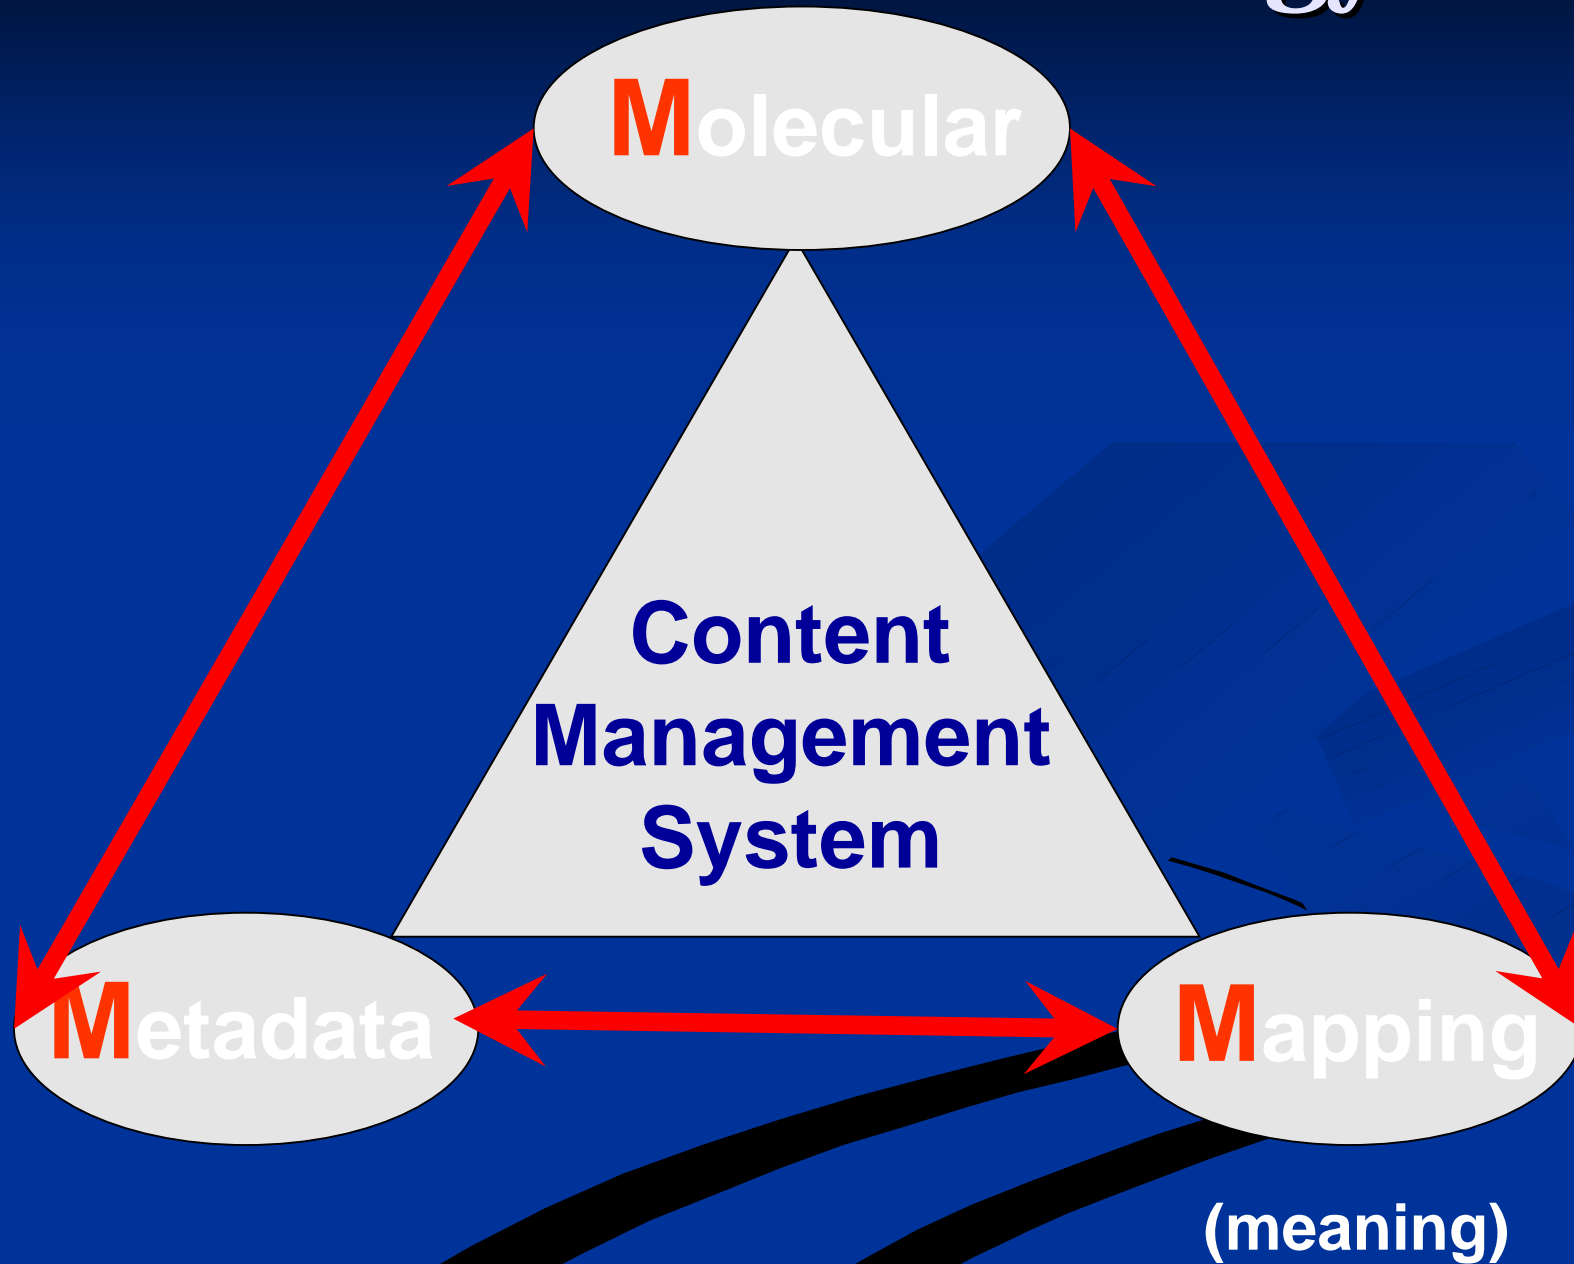 Molecular
Content
Management
System
Metadata
Mapping
(meaning)